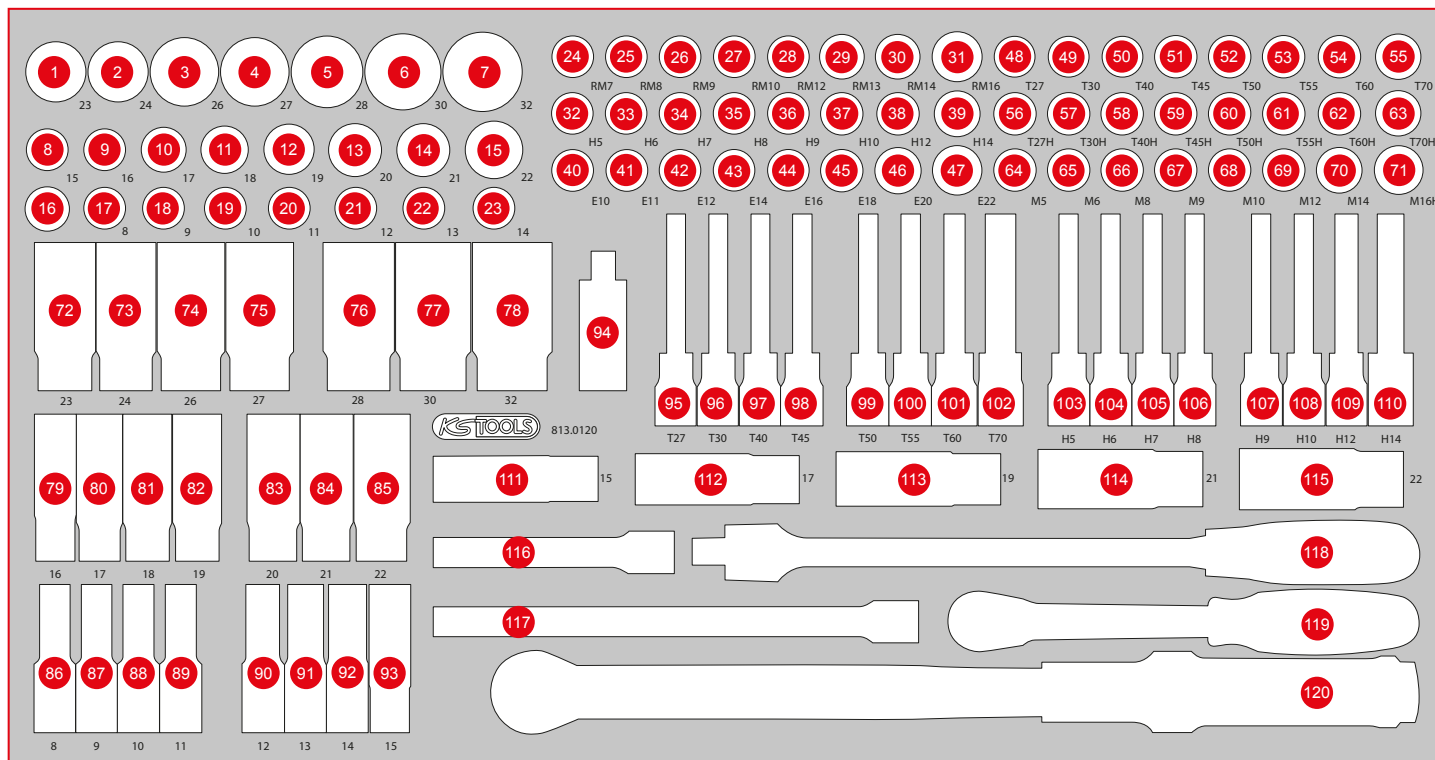 1 2 3 4 5 6 7
23 24 26 27 28 30 32
8 9 10 11 12 13 14 15
15 16 17 18 19 20 21 22
16 17 18 19 20 21 22 23
8 9 10 11 12 13 14
24 25 26 27 28 29 30 31 48 49 50 51 52 53 54 55
RM7 RM8 RM9 RM10 RM12 RM13 RM14 RM16 T27 T30 T40 T45 T50 T55 T60 T70
32 33 34 35 36 37 38 39 56 57 58 59 60 61 62 63
H5 H6 H7 H8 H9 H10 H12 H14 T27H T30H T40H T45H T50H T55H T60H T70H
40 41 42 43 44 45 46 47 64 65 66 67 68 69 70 71
E10 E11 E12 E14 E16 E18 E20 E22 M5 M6 M8 M9 M10 M12 M14 M16H
72 73 74 75 76 77 78
23 24 26 27 28 30 32
94
95 96 97 98 99 100 101 102 103 104 105 106 107 108 109 110
T27 T30 T40 T45 T50 T55 T60 T70 H5 H6 H7 H8 H9 H10 H12 H14
KS TOOLS 813.0120
79 80 81 82 83 84 85
16 17 18 19 20 21 22
111 15 112 17 113 19 114 21 115 22
116 118
117 119
86 87 88 89 90 91 92 93
8 9 10 11 12 13 14 15
120